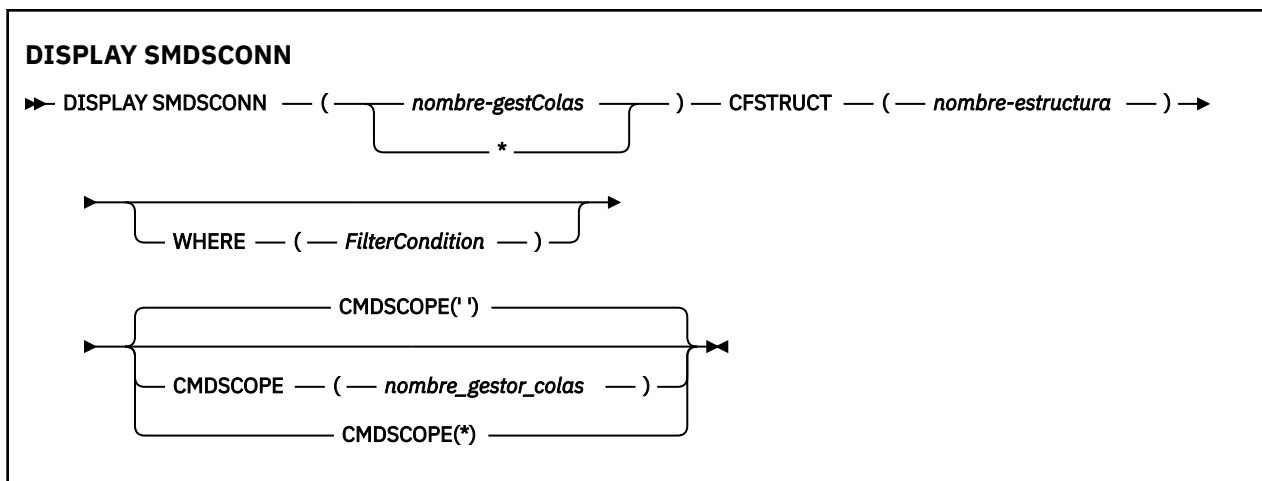 DISPLAY SMDSCONN
DISPLAY SMDSCONN ( nombre-gestColas ) CFSTRUCT ( nombre-estructura )
*
WHERE ( FilterCondition )
CMDSCOPE(' ')
CMDSCOPE ( nombre_gestor_colas )
CMDSCOPE(*)